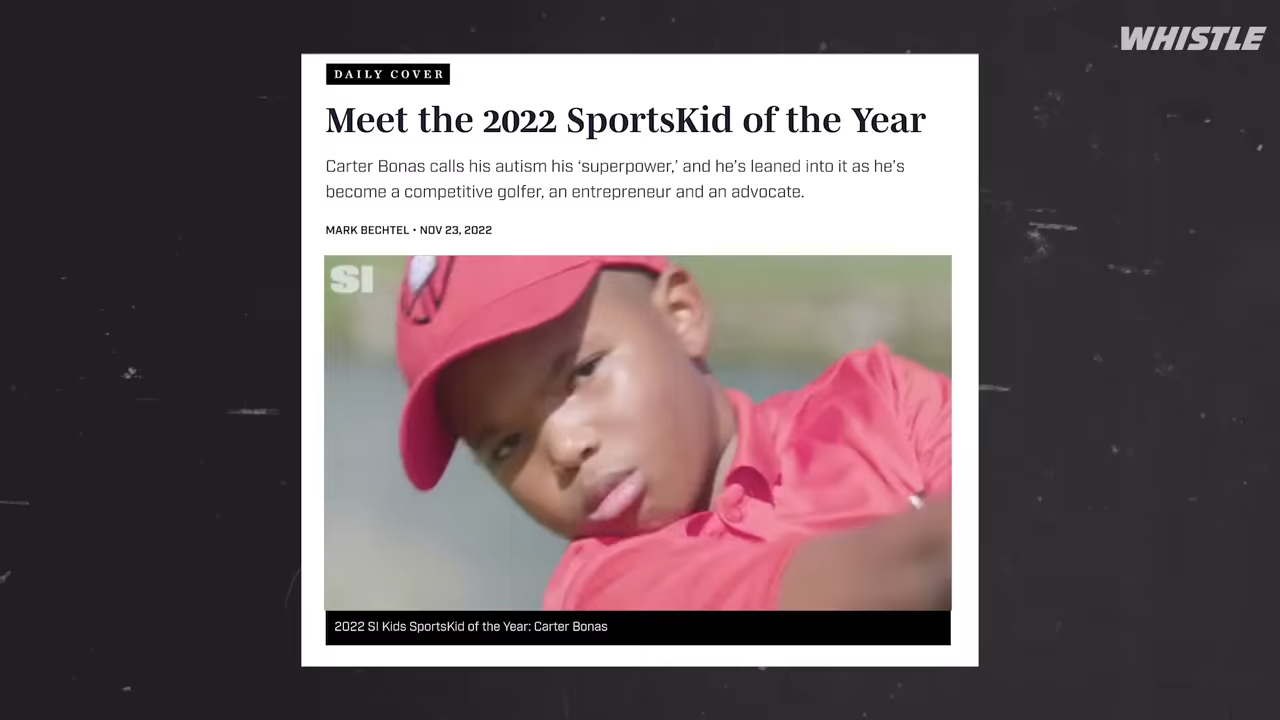 WHISTLE
DAILY COVER
Meet the 2022 SportsKid of the Year
Carter Bonas calls his autism his ‘superpower,’ and he’s leaned into it as he’s
become a competitive golfer, an entrepreneur and an advocate.
MARK BECHTEL • NOV 23, 2022
SI
2022 SI Kids SportsKid of the Year: Carter Bonas